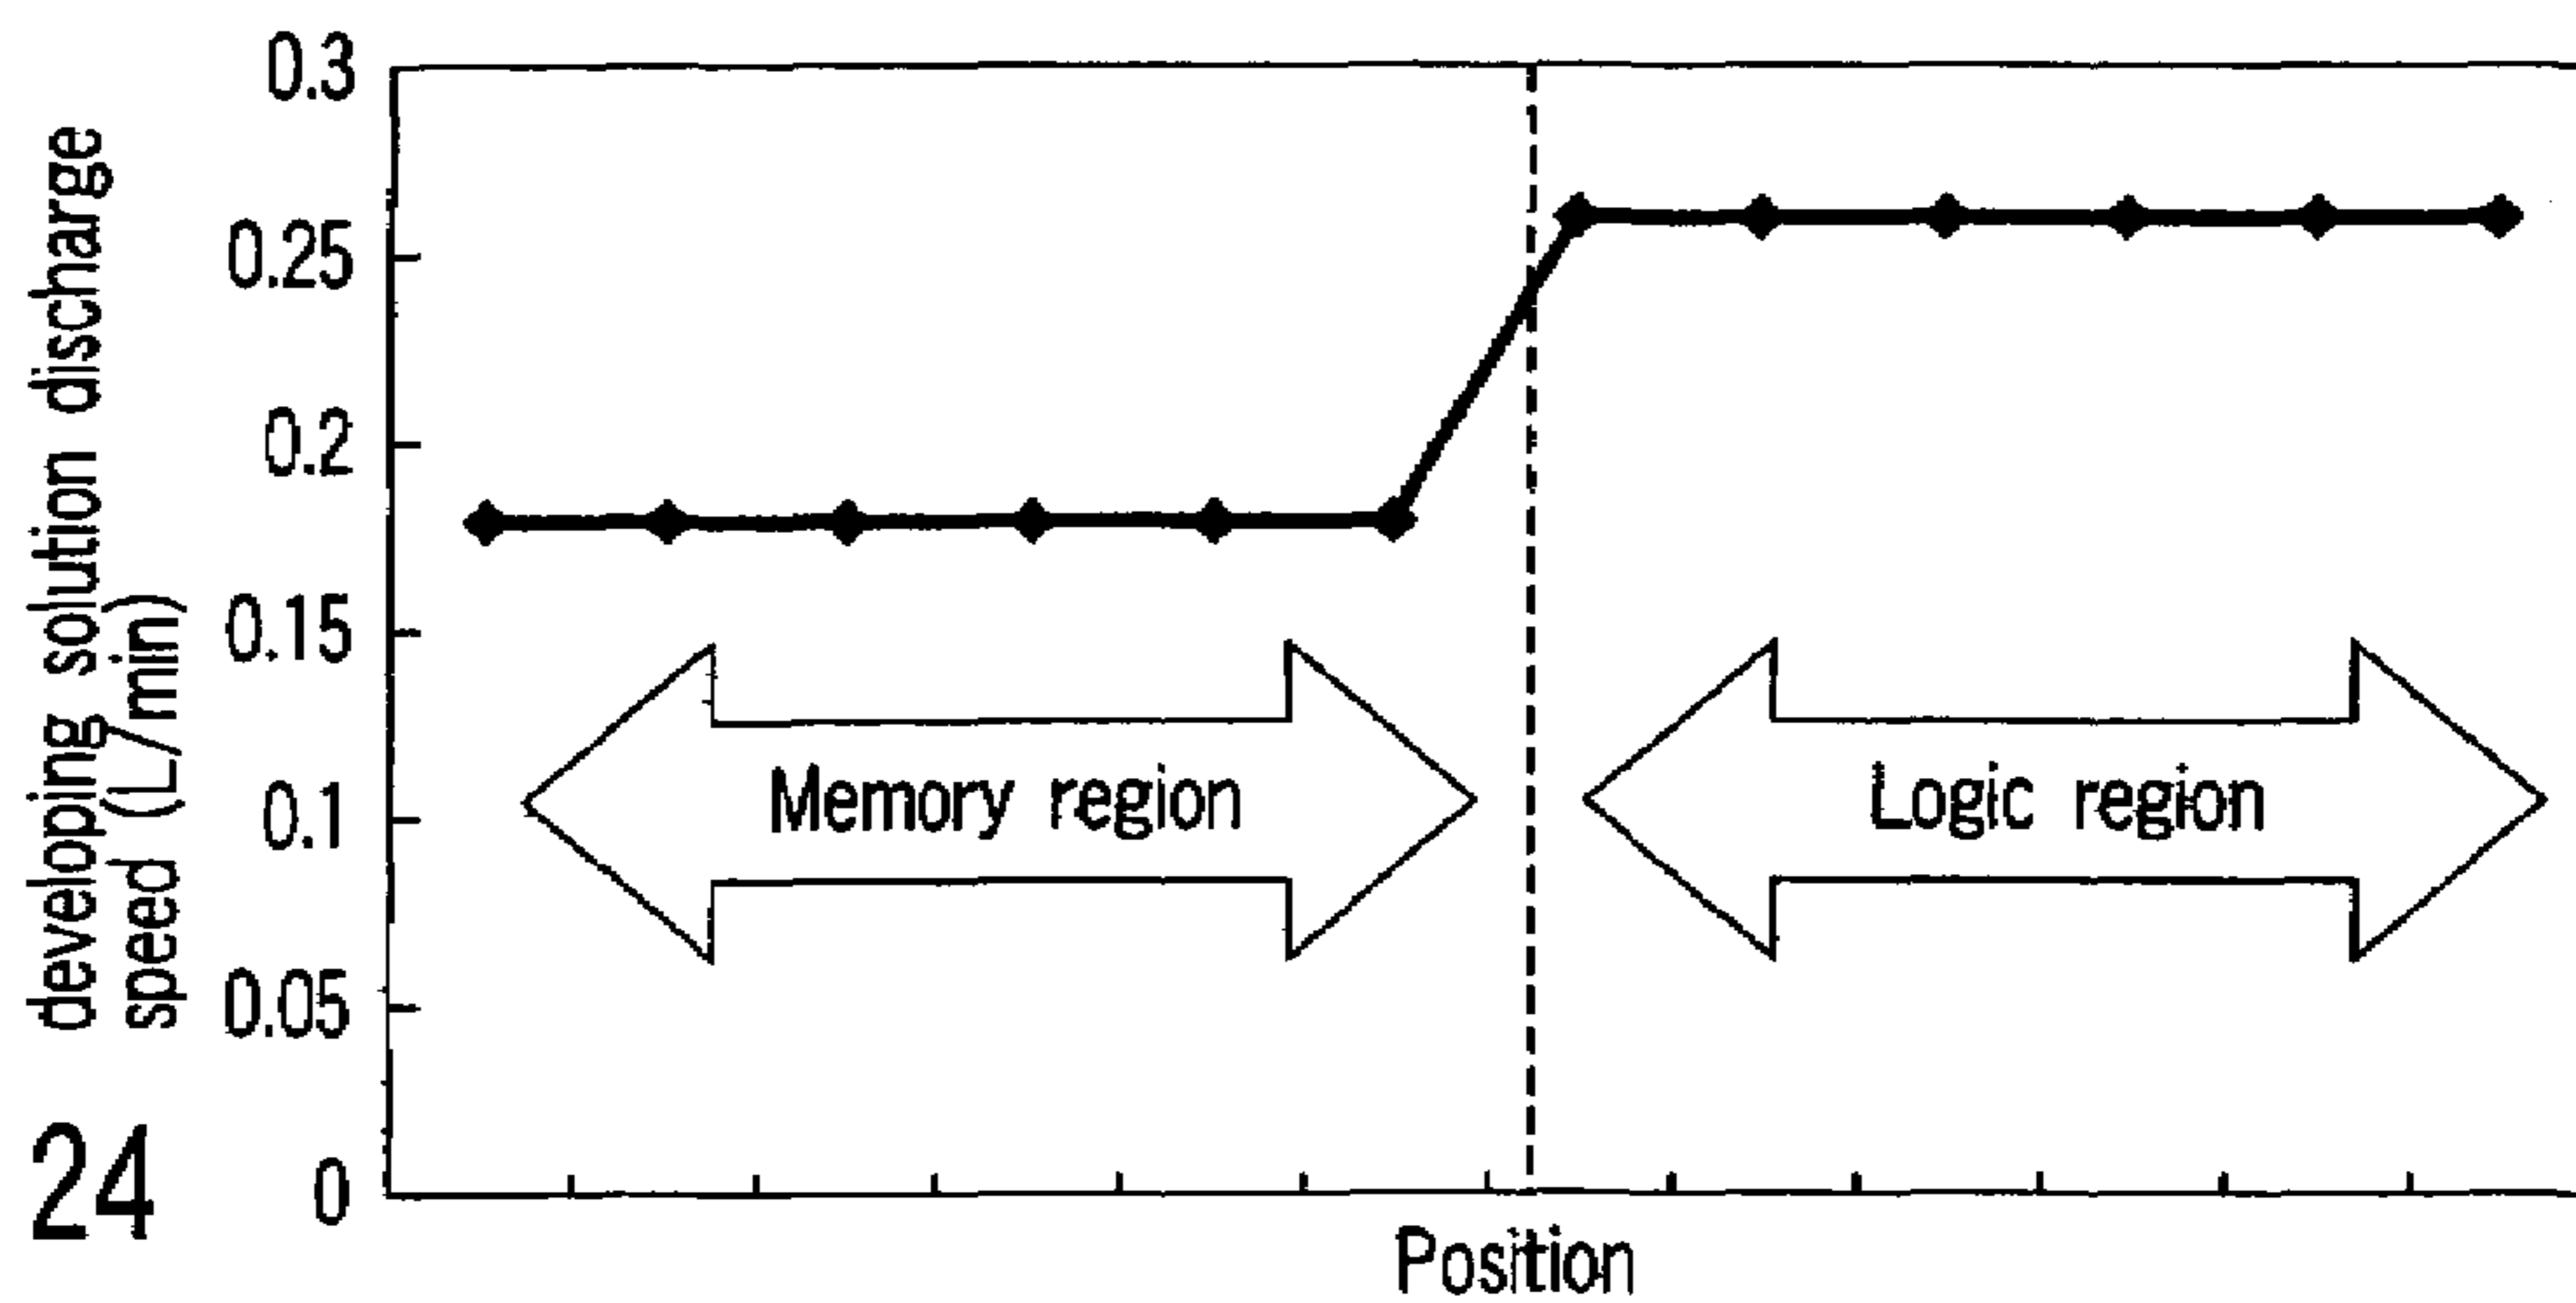 developing solution discharge
speed (L/min)
0.3
0.25
0.2
0.15
0.1
0.05
0
Memory region
Logic region
Position
24